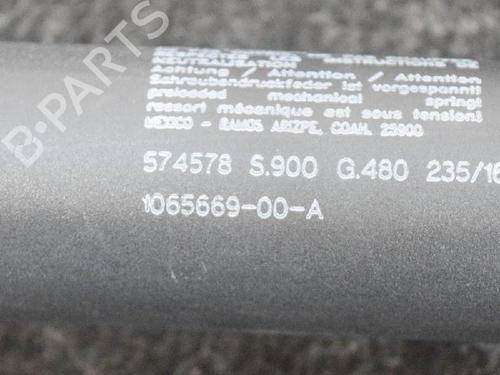 B-PARTS
NEUTRALISATION
Achtung / Attention / Attention
Schraubendruckfeder ist vorgespannt!
preloaded mechanical spring!
ressort mécanique est sous tension!
MEXICO - RAMOS ARIZPE, COAH. 25900
574578 S.900 G.480 235/16
1065669-00-A